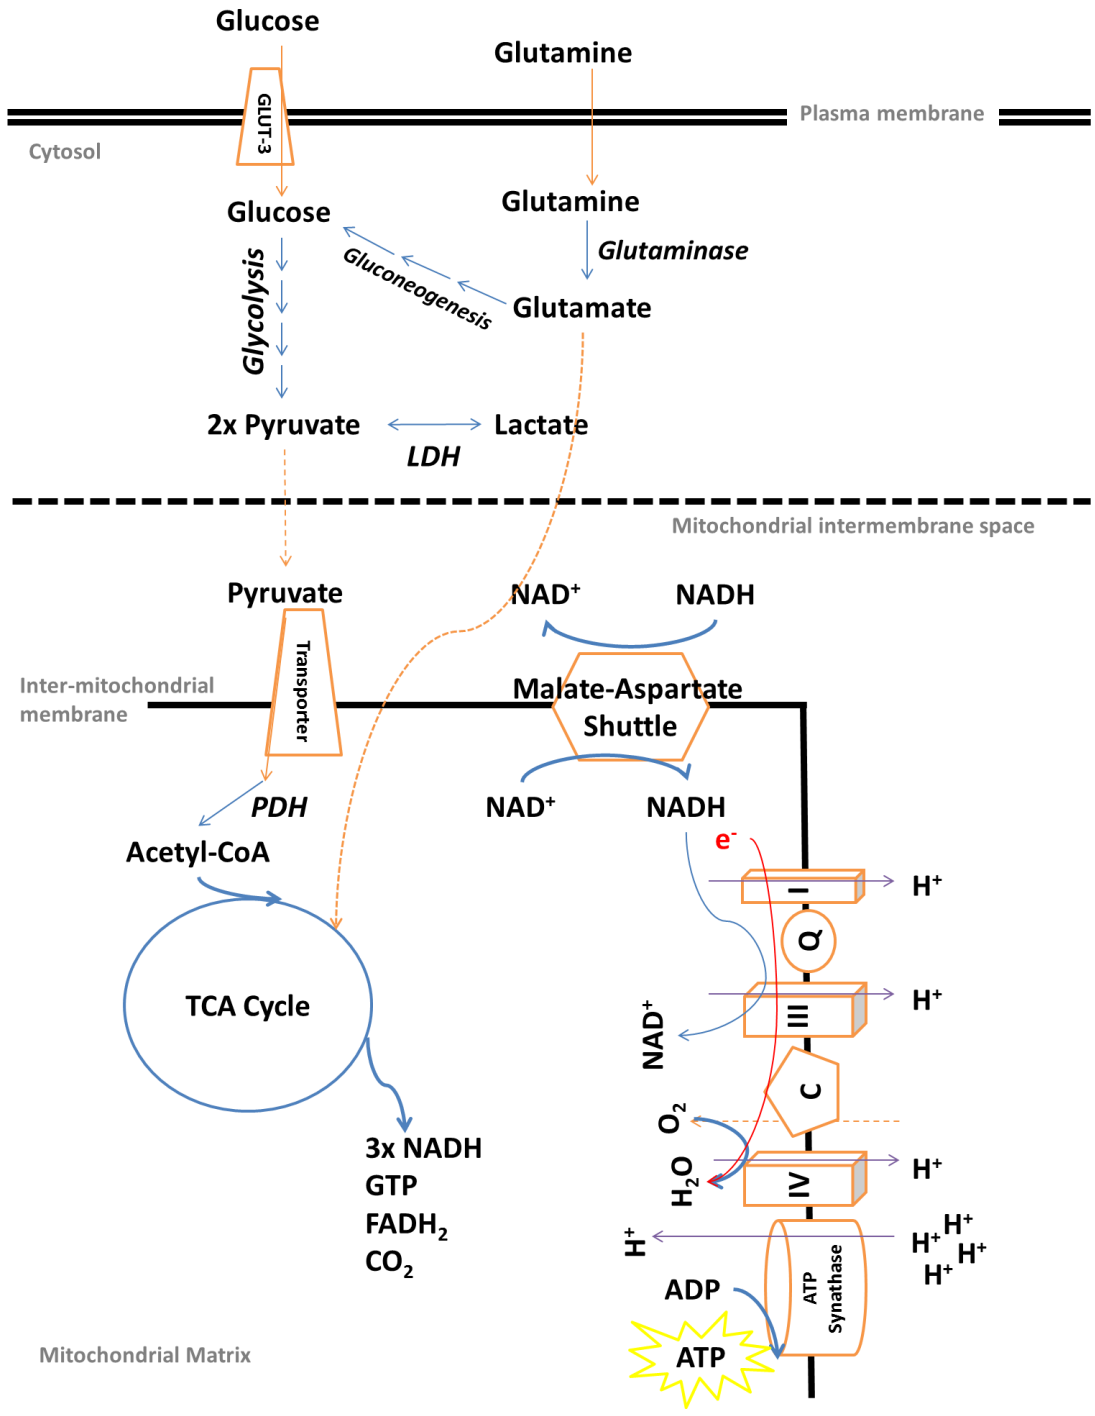 Glucose
Glutamine
GLUT-3
Plasma membrane
Cytosol
Glutamine
Glucose
Glutaminase
Gluconeogenesis
Glycolysis
Glutamate
2x Pyruvate
Lactate
LDH
Mitochondrial intermembrane space
Pyruvate
NAD⁺
NADH
Transporter
Inter-mitochondrial
membrane
Malate-Aspartate
Shuttle
PDH
NAD⁺
NADH
e⁻
Acetyl-CoA
I
H⁺
Q
TCA Cycle
III
H⁺
NAD⁺
C
O₂
3x NADH
GTP
FADH₂
CO₂
H₂O
IV
H⁺
H⁺
H⁺
H⁺
H⁺
H⁺
ATP
Synathase
ADP
ATP
Mitochondrial Matrix